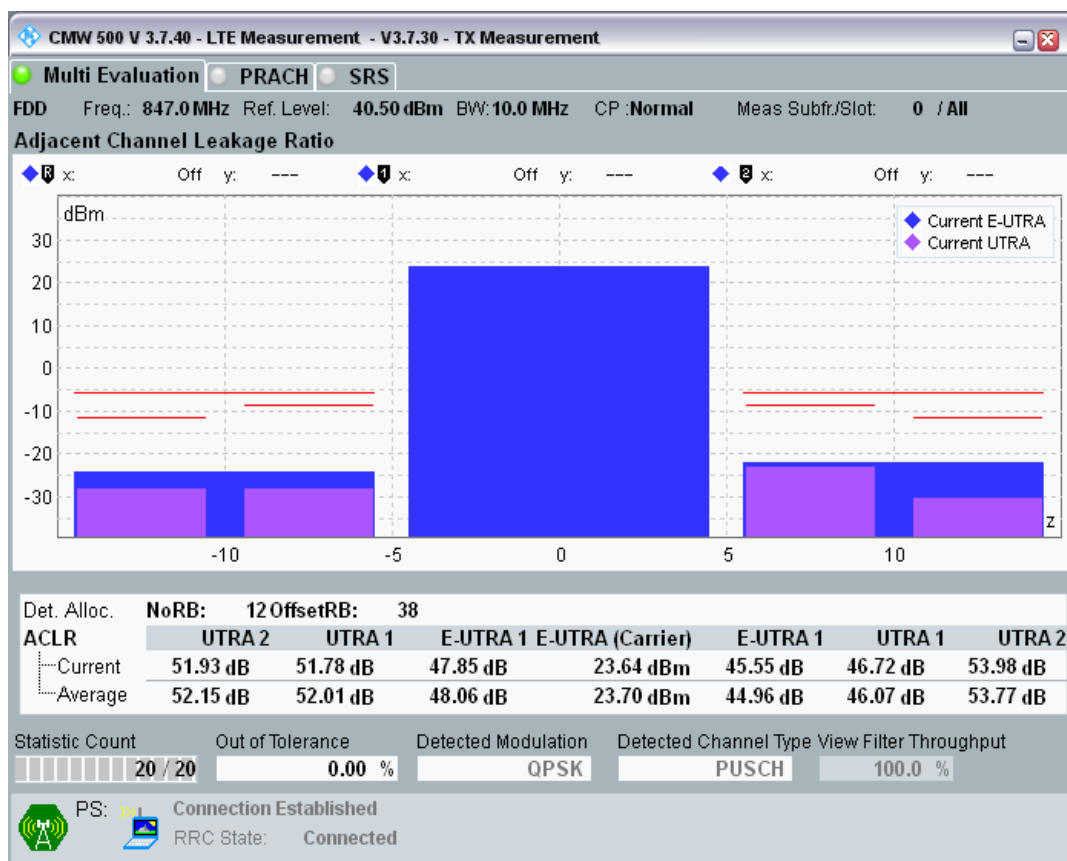 CMW 500 V 3.7.40 - LTE Measurement - V3.7.30 - TX Measurement
Multi Evaluation PRACH SRS
FDD Freq.: 847.0 MHz Ref. Level: 40.50 dBm BW: 10.0 MHz CP :Normal Meas Subfr./Slot: 0 / All
Adjacent Channel Leakage Ratio
R x: Off y: --- 1 x: Off y: --- 2 x: Off y: ---
dBm
Current E-UTRA
Current UTRA
30
20
10
0
-10
-20
-30
z
-10 -5 0 5 10
Det. Alloc. NoRB: 12 OffsetRB: 38
ACLR UTRA 2 UTRA 1 E-UTRA 1 E-UTRA (Carrier) E-UTRA 1 UTRA 1 UTRA 2
Current 51.93 dB 51.78 dB 47.85 dB 23.64 dBm 45.55 dB 46.72 dB 53.98 dB
Average 52.15 dB 52.01 dB 48.06 dB 23.70 dBm 44.96 dB 46.07 dB 53.77 dB
Statistic Count Out of Tolerance Detected Modulation Detected Channel Type View Filter Throughput
20 / 20 0.00 % QPSK PUSCH 100.0 %
PS: Connection Established
RRC State: Connected